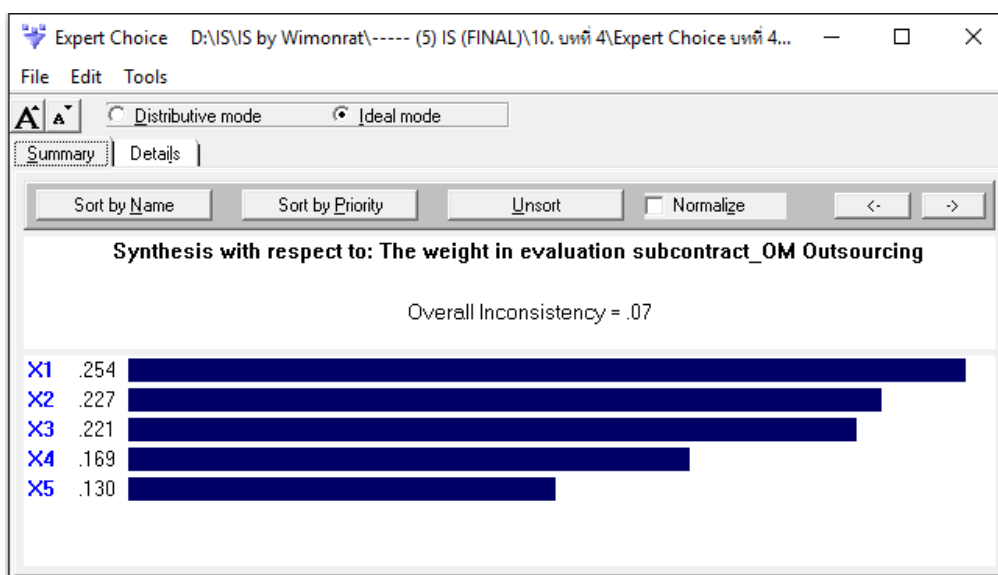 Expert Choice D:\IS\IS by Wimonrat\----- (5) IS (FINAL)\10. บทที่ 4\Expert Choice บทที่ 4...
File Edit Tools
A A Distributive mode Ideal mode
Summary Details
Sort by Name Sort by Priority Unsort Normalize <- ->
Synthesis with respect to: The weight in evaluation subcontract_OM Outsourcing
Overall Inconsistency = .07
X1 .254
X2 .227
X3 .221
X4 .169
X5 .130